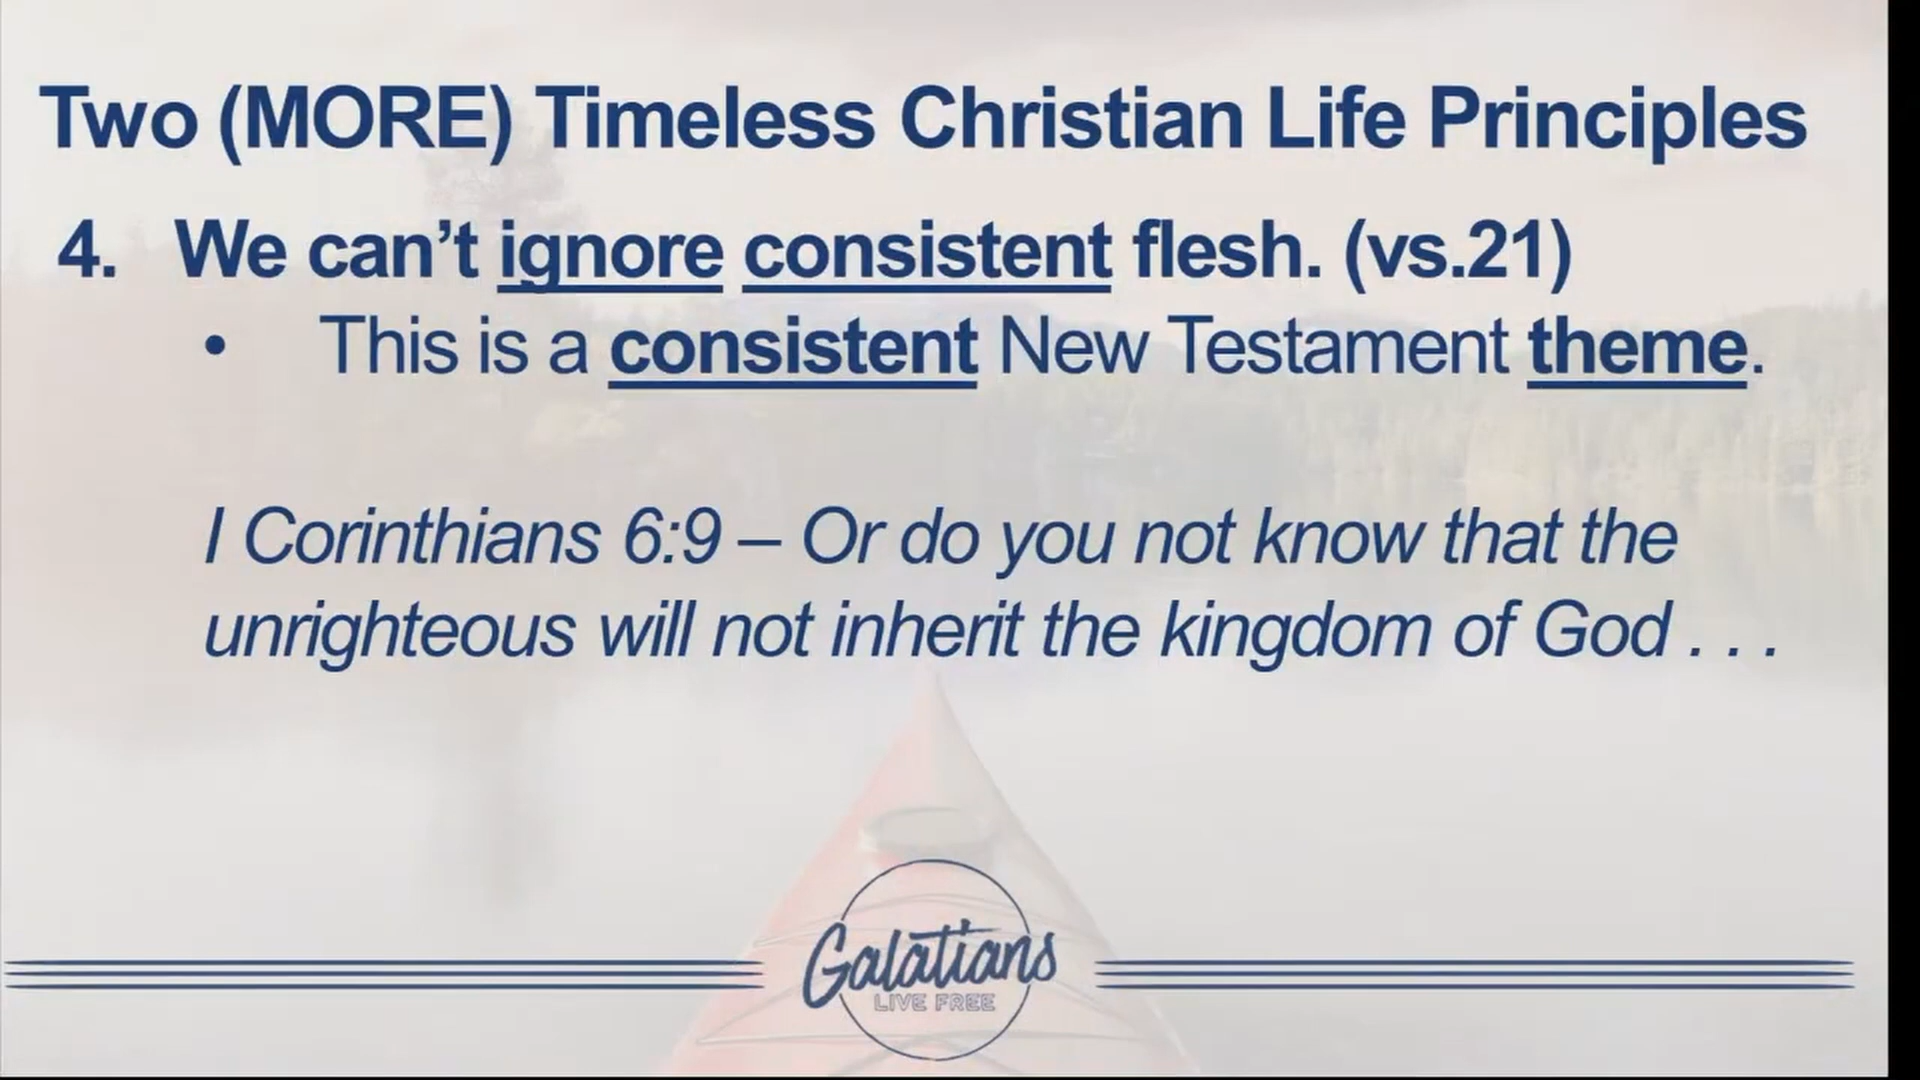 Two (MORE) Timeless Christian Life Principles
4. We can’t ignore consistent flesh. (vs.21)
• This is a consistent New Testament theme.
I Corinthians 6:9 – Or do you not know that the
unrighteous will not inherit the kingdom of God . . .
Galatians
LIVE FREE